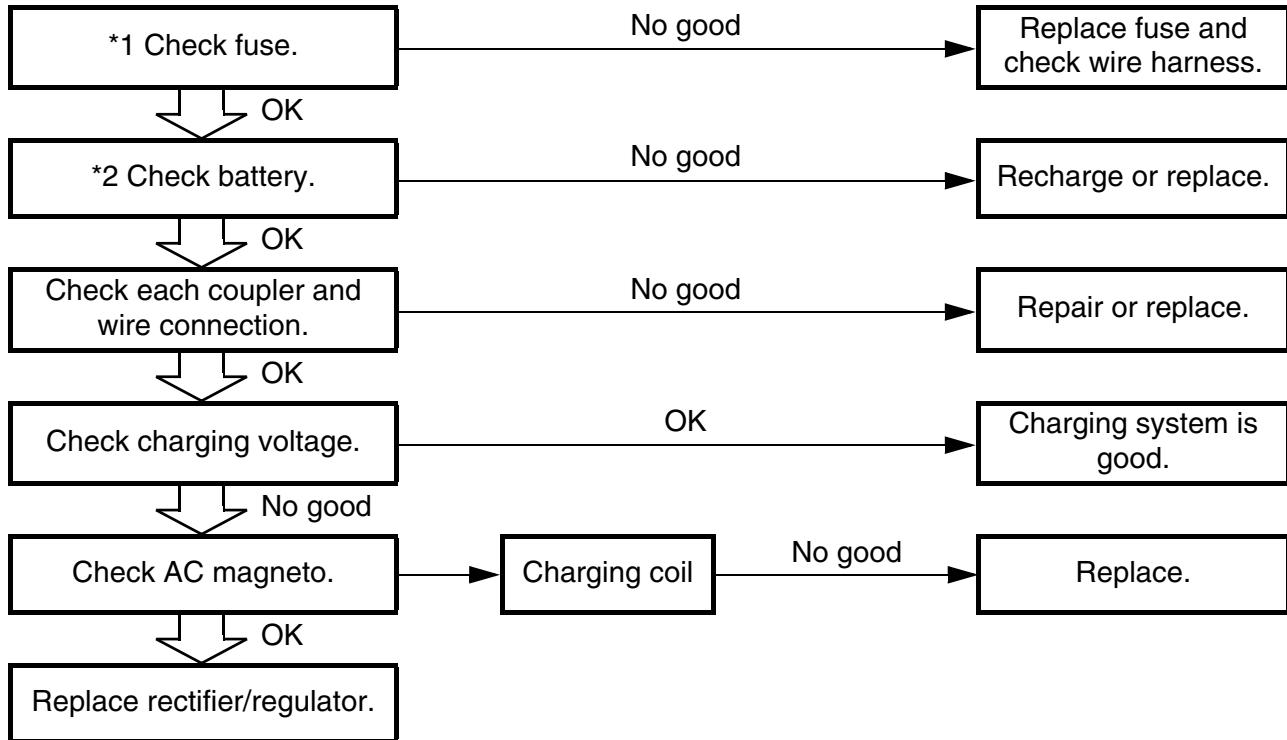 *1 Check fuse.
No good
Replace fuse and
check wire harness.
OK
*2 Check battery.
No good
Recharge or replace.
OK
Check each coupler and
wire connection.
No good
Repair or replace.
OK
Check charging voltage.
OK
Charging system is
good.
No good
Check AC magneto.
Charging coil
No good
Replace.
OK
Replace rectifier/regulator.